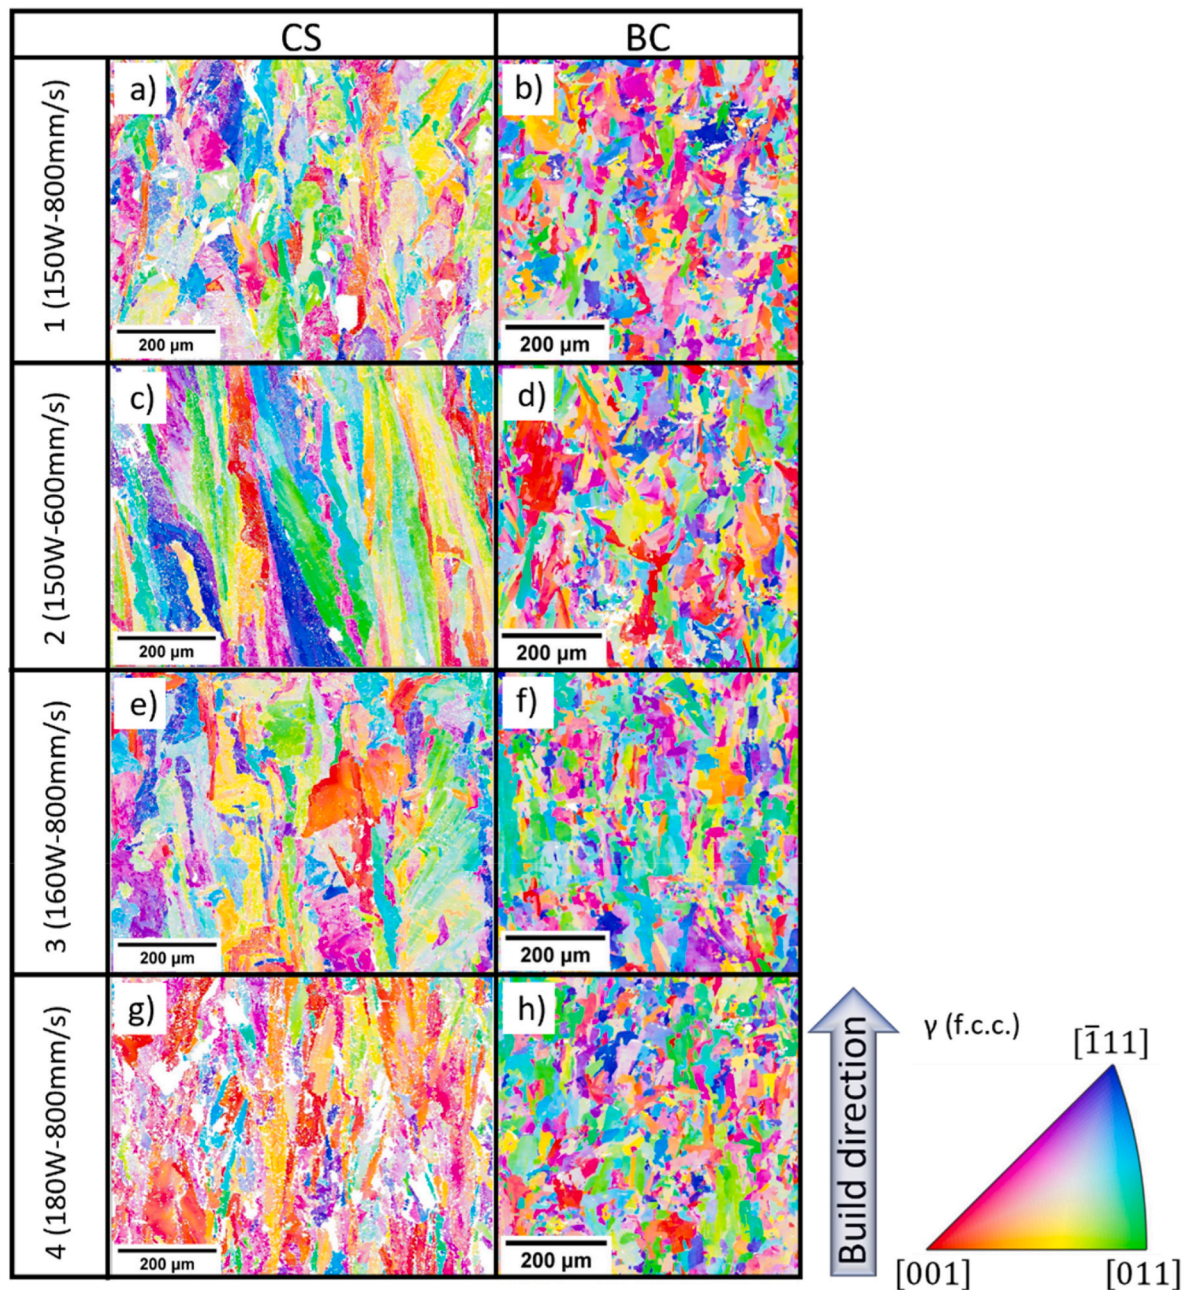 CS
BC
1 (150W-800mm/s)
a)
b)
200 µm
200 µm
2 (150W-600mm/s)
c)
d)
200 µm
200 µm
3 (160W-800mm/s)
e)
f)
200 µm
200 µm
4 (180W-800mm/s)
g)
h)
200 µm
200 µm
Build direction
γ (f.c.c.)
[1̅11]
[001]
[011]